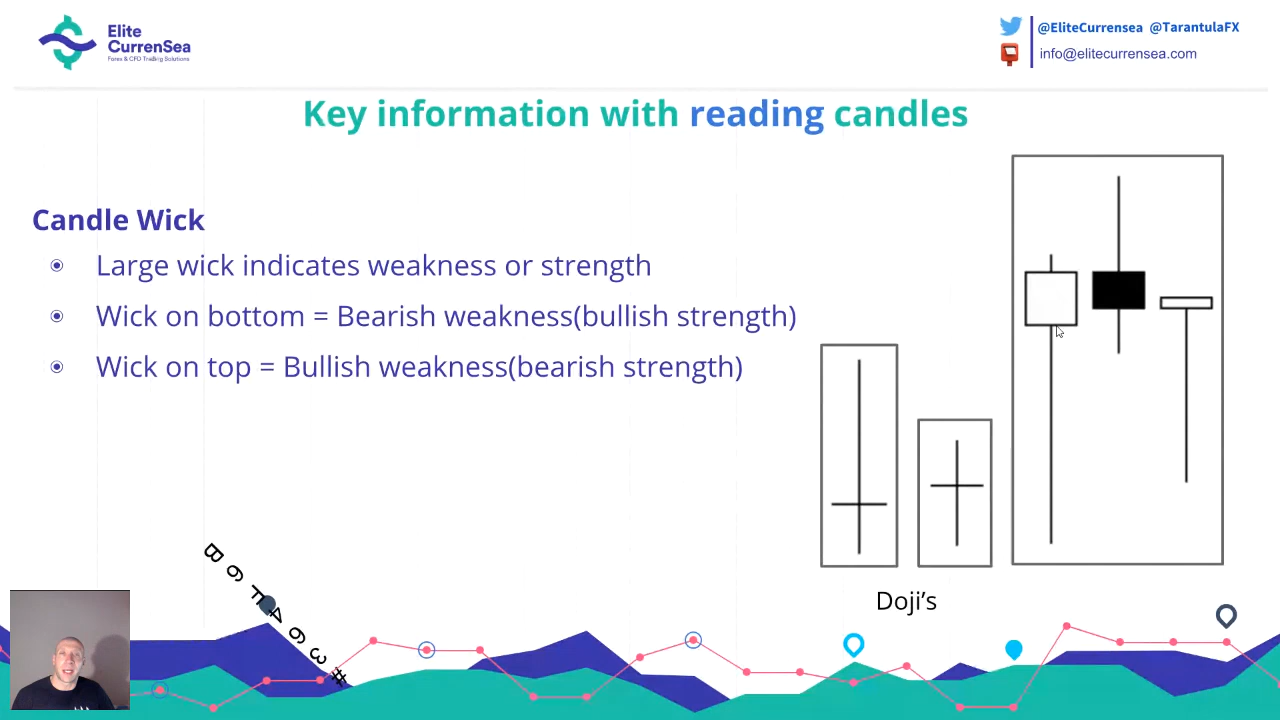 Elite
CurrenSea
Forex & CFD Trading Solutions
@EliteCurrensea @TarantulaFX
info@elitecurrensea.com
Key information with reading candles
Candle Wick
Large wick indicates weakness or strength
Wick on bottom = Bearish weakness(bullish strength)
Wick on top = Bullish weakness(bearish strength)
Doji’s